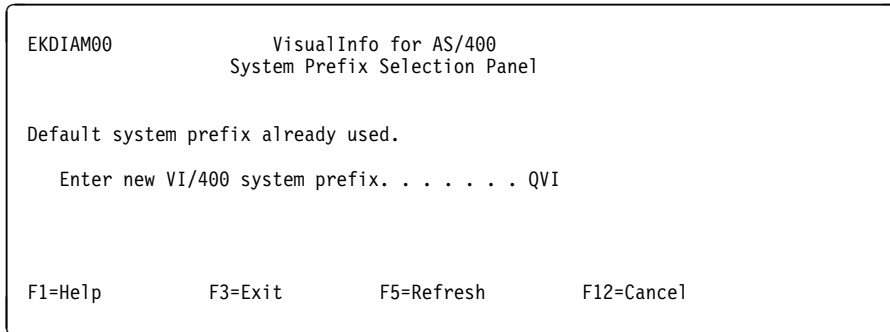 EKDIAM00 VisualInfo for AS/400
System Prefix Selection Panel
Default system prefix already used.
Enter new VI/400 system prefix. . . . . . . QVI
F1=Help F3=Exit F5=Refresh F12=Cancel